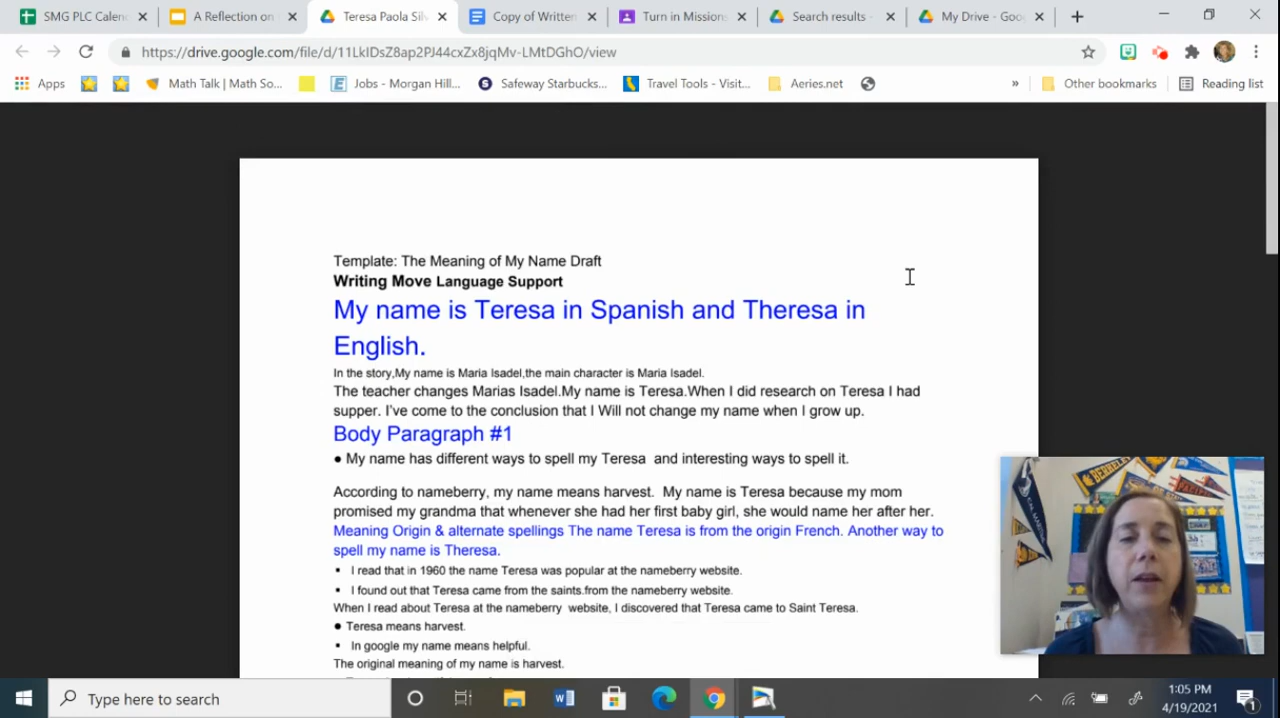 SMG PLC Calen
A Reflection on
Teresa Paola Silv
Copy of Written
Turn in Mission
Search results -
My Drive - Goo
https://drive.google.com/file/d/11LkIDsZ8ap2PJ44cxZx8jqMv-LMtDGhO/view
Apps
Math Talk | Math So...
Jobs - Morgan Hill...
Safeway Starbucks...
Travel Tools - Visit...
Aeries.net
»
Other bookmarks
Reading list
Template: The Meaning of My Name Draft
Writing Move Language Support
My name is Teresa in Spanish and Theresa in
English.
In the story,My name is Maria Isadel,the main character is Maria Isadel.
The teacher changes Marias Isadel.My name is Teresa.When I did research on Teresa I had
supper. I've come to the conclusion that I Will not change my name when I grow up.
Body Paragraph #1
● My name has different ways to spell my Teresa and interesting ways to spell it.
According to nameberry, my name means harvest. My name is Teresa because my mom
promised my grandma that whenever she had her first baby girl, she would name her after her.
Meaning Origin & alternate spellings The name Teresa is from the origin French. Another way to
spell my name is Theresa.
▪ I read that in 1960 the name Teresa was popular at the nameberry website.
▪ I found out that Teresa came from the saints.from the nameberry website.
When I read about Teresa at the nameberry website, I discovered that Teresa came to Saint Teresa.
● Teresa means harvest.
▪ In google my name means helpful.
The original meaning of my name is harvest.
BERKELEY
PACIFIC
Type here to search
1:05 PM
4/19/2021
1